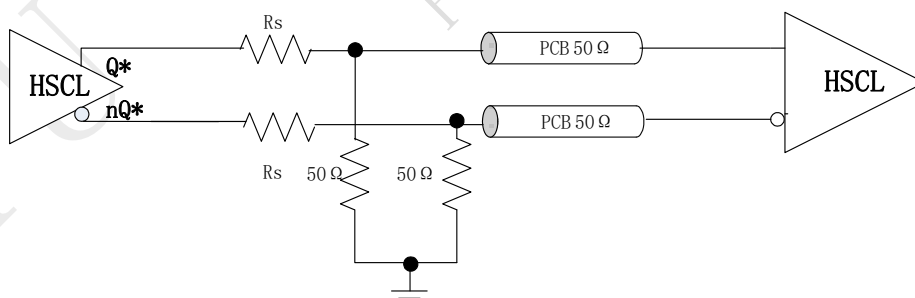 Rs
Q*
HSCL
nQ*
PCB 50 Ω
HSCL
PCB 50 Ω
Rs
50 Ω
50 Ω